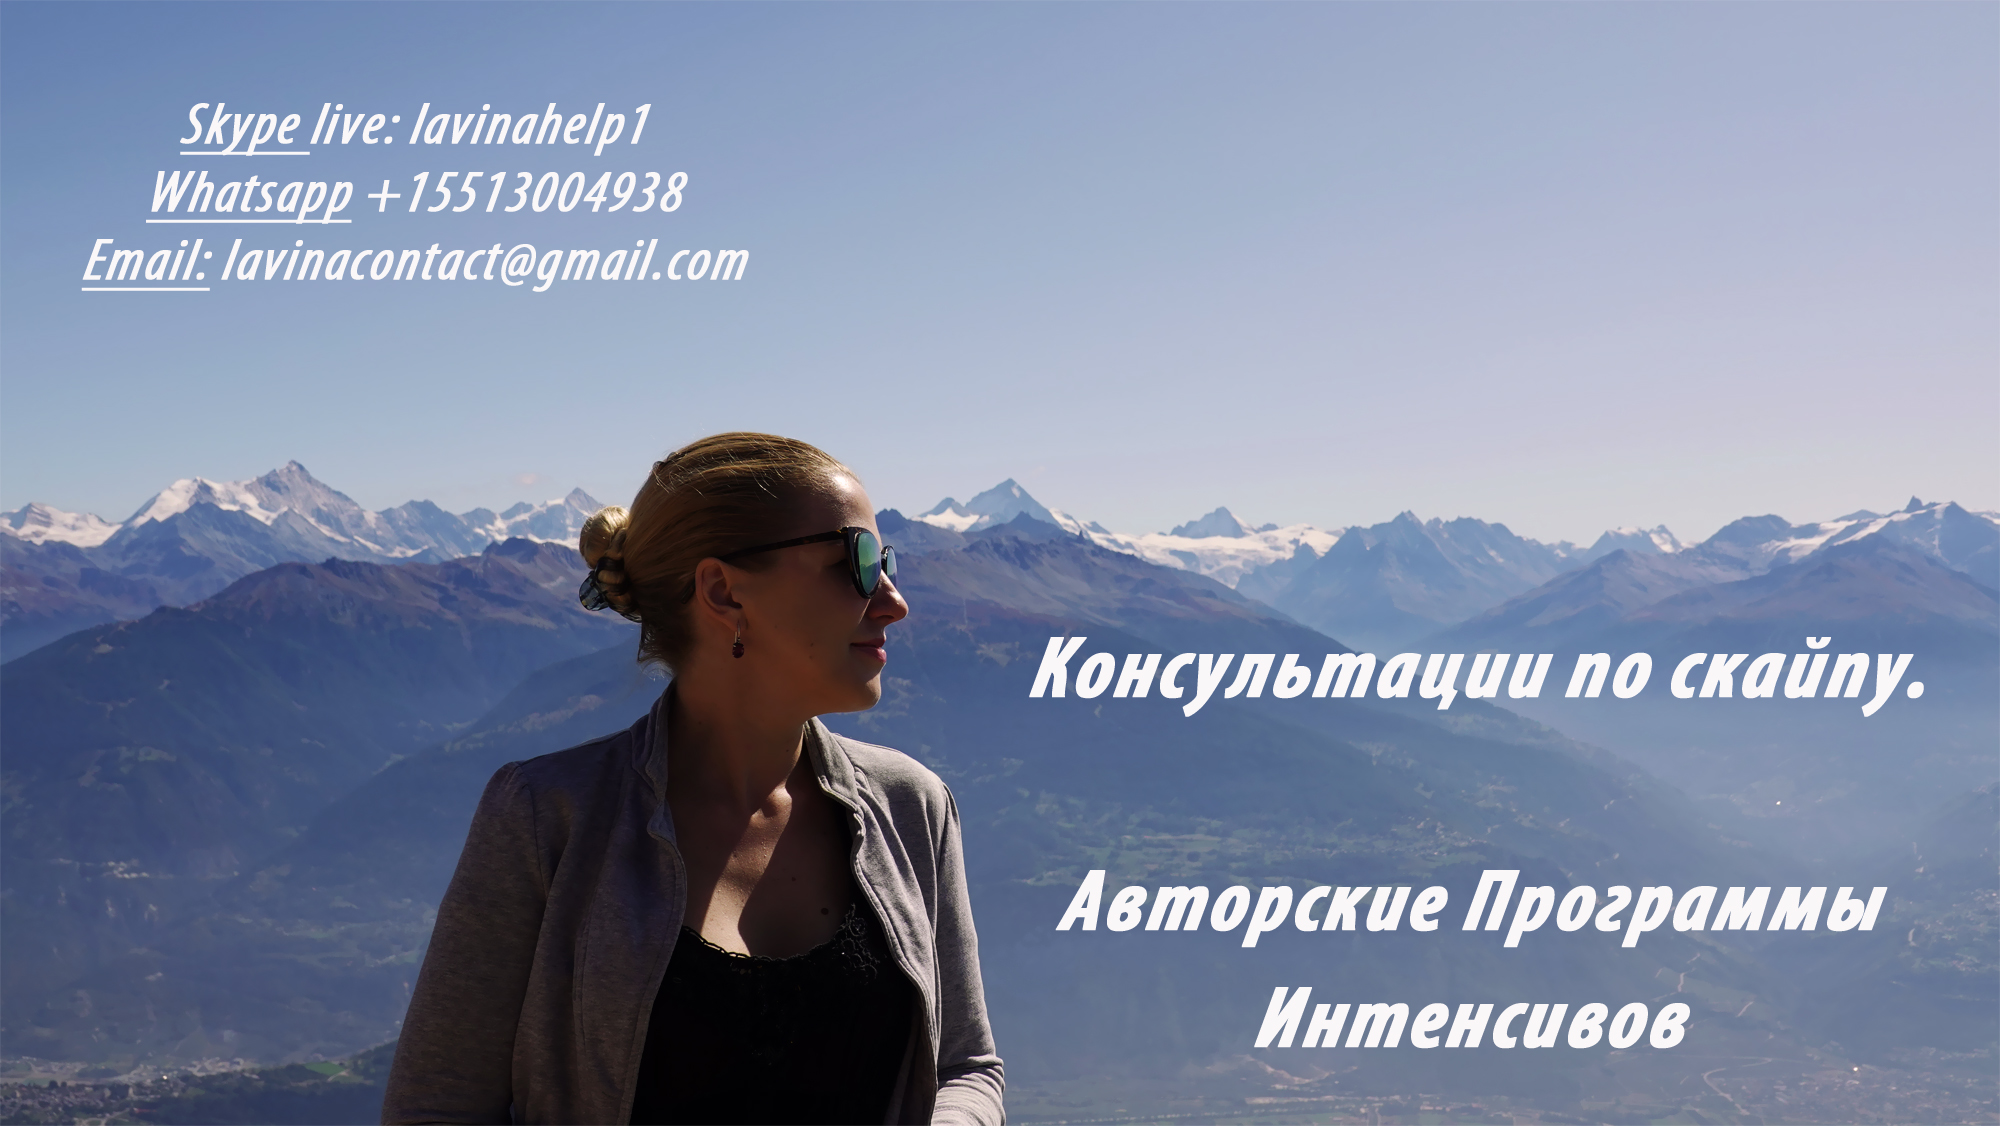 Skype live: lavinahelp1
Whatsapp +15513004938
Email: lavinacontact@gmail.com
Консультации по скайпу.
Авторские Программы
Интенсивов